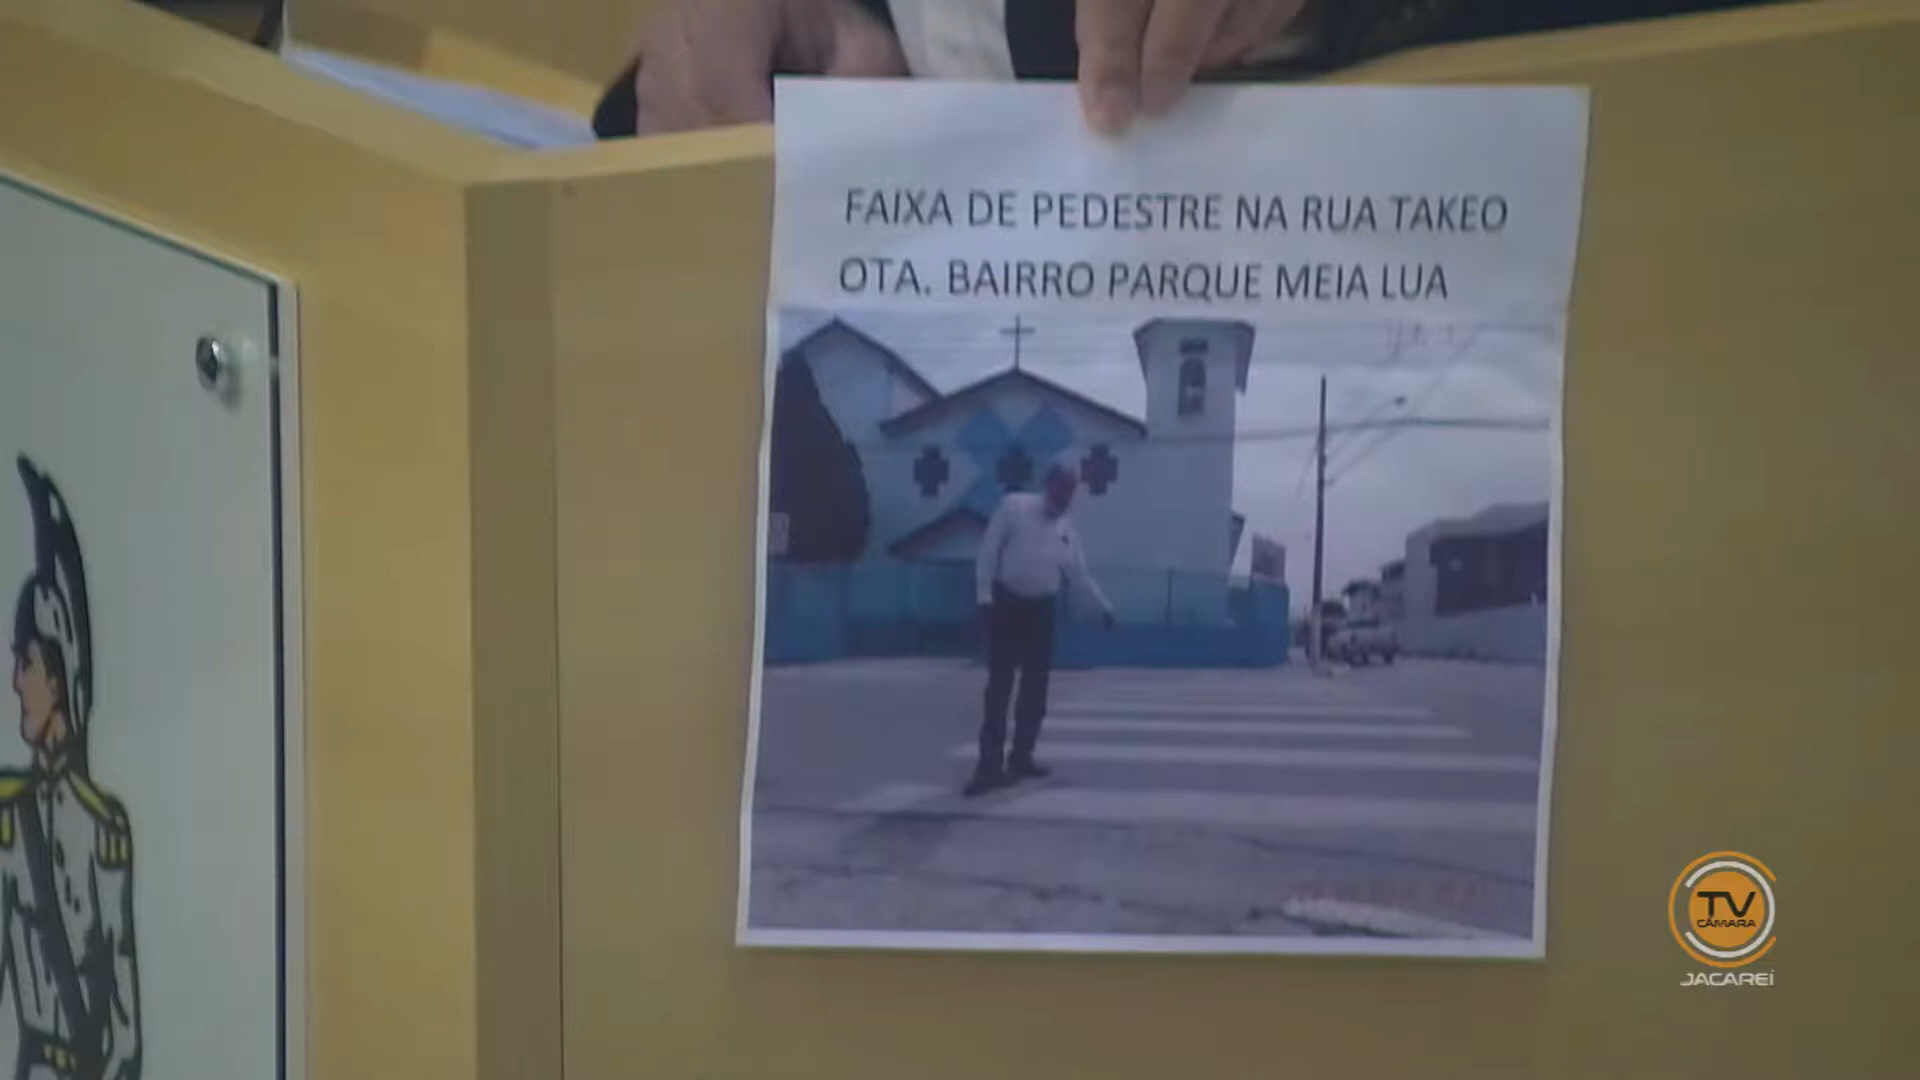 FAIXA DE PEDESTRE NA RUA TAKEO
OTA. BAIRRO PARQUE MEIA LUA
TV
CÂMARA
JACAREÍ